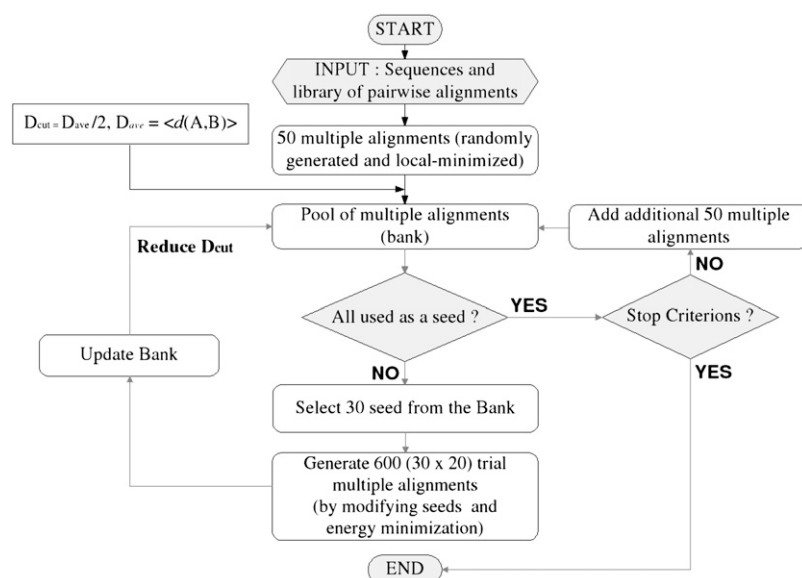 START
INPUT : Sequences and
library of pairwise alignments
Dcut = Dave /2, Dave = <d(A,B)>
50 multiple alignments (randomly
generated and local-minimized)
Pool of multiple alignments
(bank)
Add additional 50 multiple
alignments
Reduce Dcut
NO
All used as a seed ?
YES
Stop Criterions ?
Update Bank
NO
YES
Select 30 seed from the Bank
Generate 600 (30 x 20) trial
multiple alignments
(by modifying seeds and
energy minimization)
END